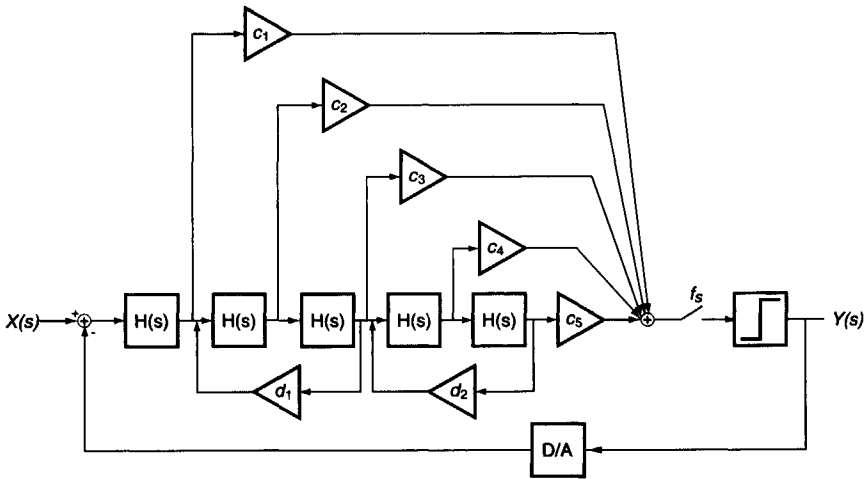 c₁
c₂
c₃
c₄
X(s) + - H(s) H(s) H(s) H(s) H(s) c₅ + fₛ Y(s)
d₁ d₂
D/A